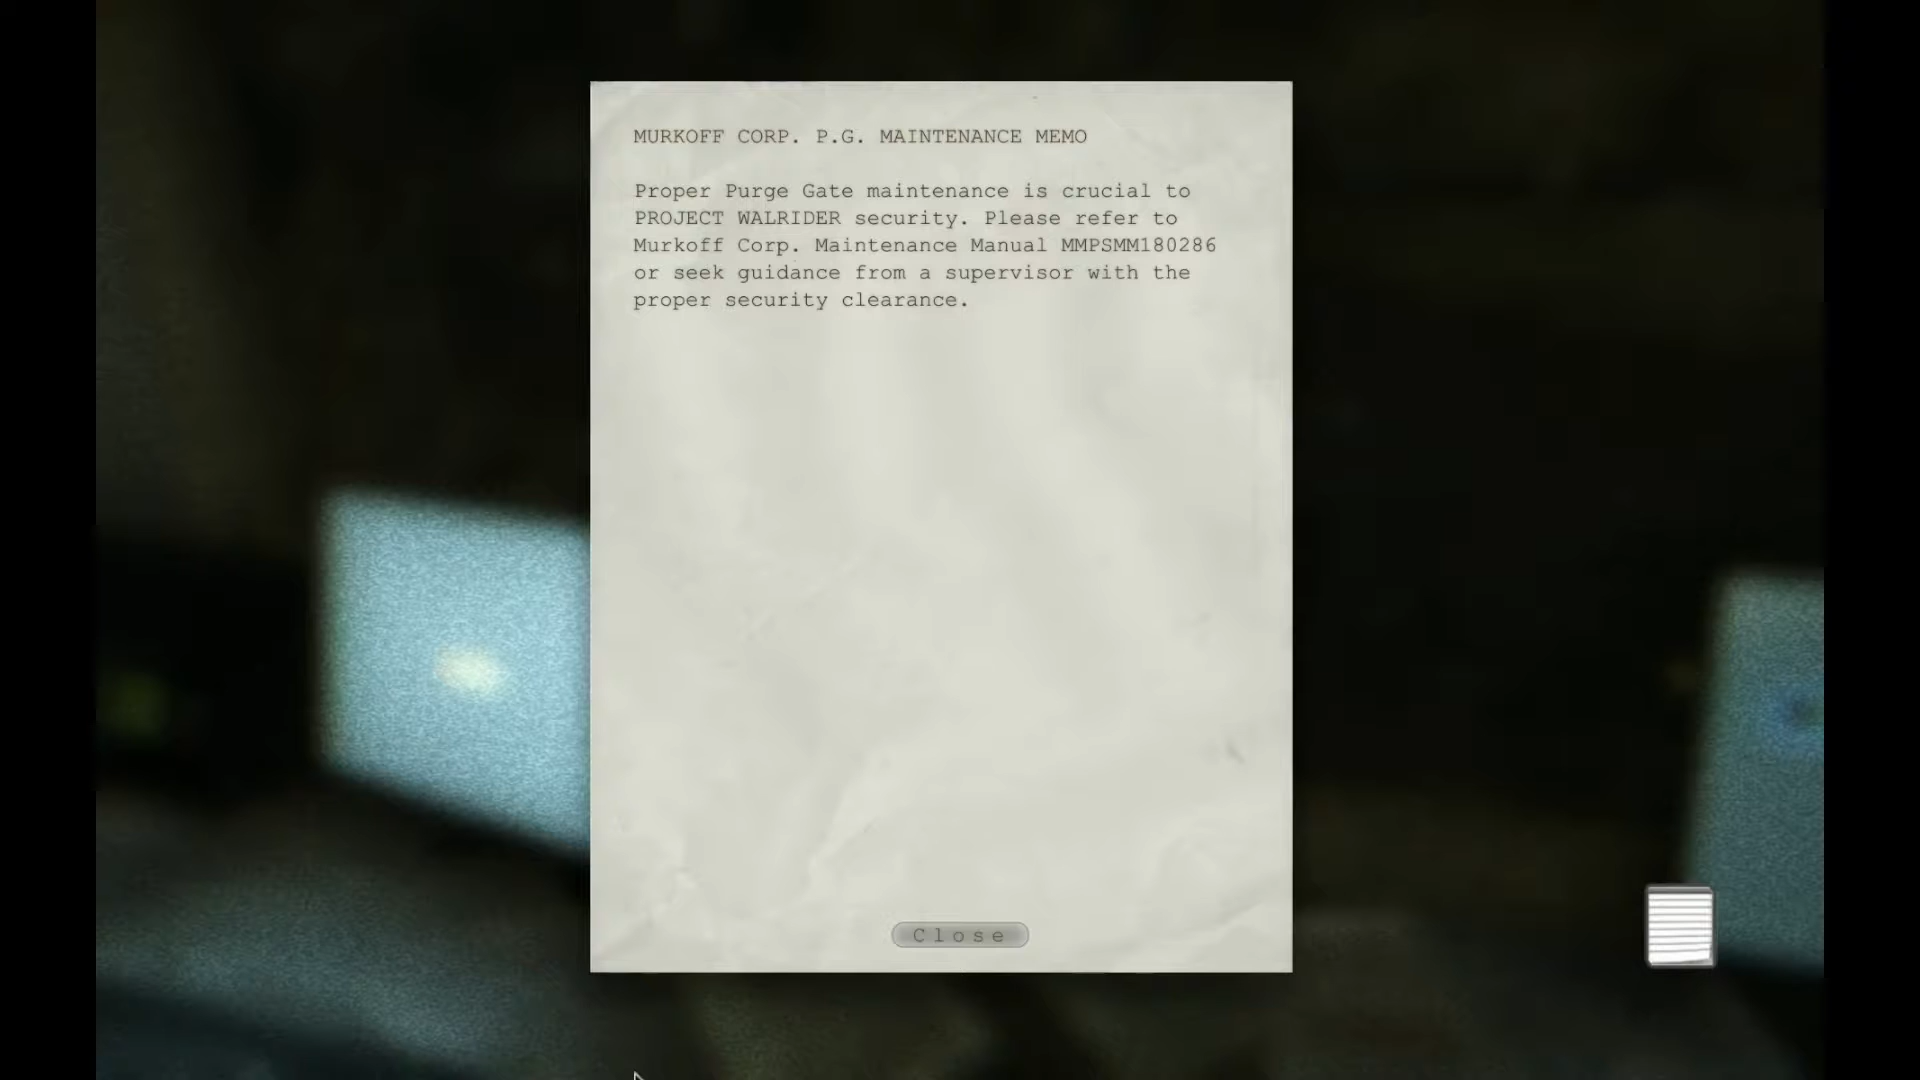 MURKOFF CORP. P.G. MAINTENANCE MEMO
Proper Purge Gate maintenance is crucial to
PROJECT WALRIDER security. Please refer to
Murkoff Corp. Maintenance Manual MMPSMM180286
or seek guidance from a supervisor with the
proper security clearance.
Close